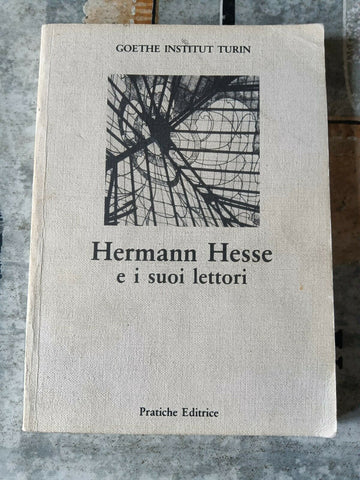 GOETHE INSTITUT TURIN
Hermann Hesse
e i suoi lettori
Pratiche Editrice